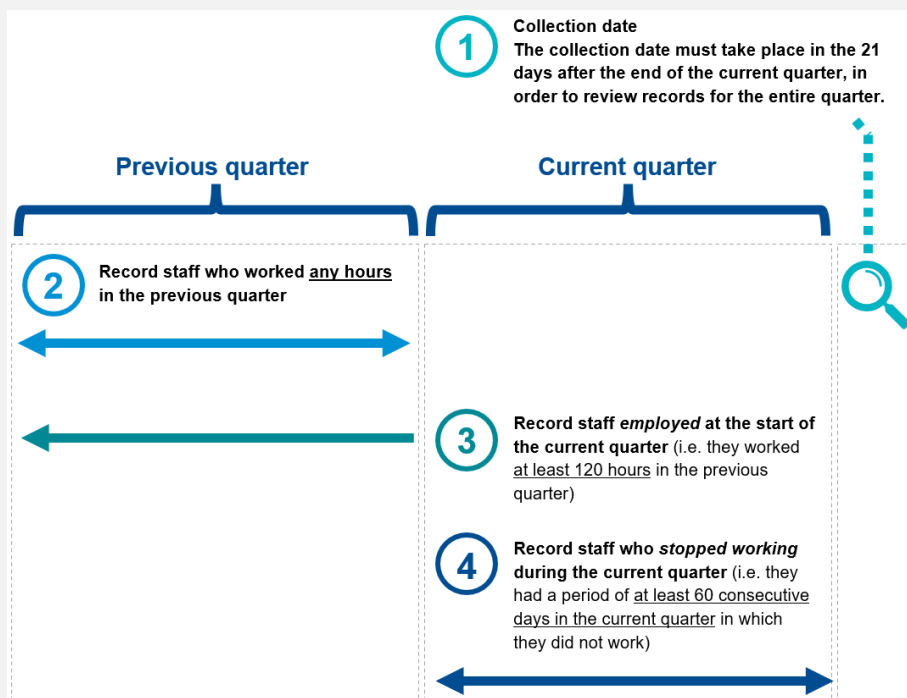 1
Collection date
The collection date must take place in the 21
days after the end of the current quarter, in
order to review records for the entire quarter.
Previous quarter
Current quarter
2
Record staff who worked any hours
in the previous quarter
3
Record staff employed at the start of
the current quarter (i.e. they worked
at least 120 hours in the previous
quarter)
4
Record staff who stopped working
during the current quarter (i.e. they
had a period of at least 60 consecutive
days in the current quarter in which
they did not work)